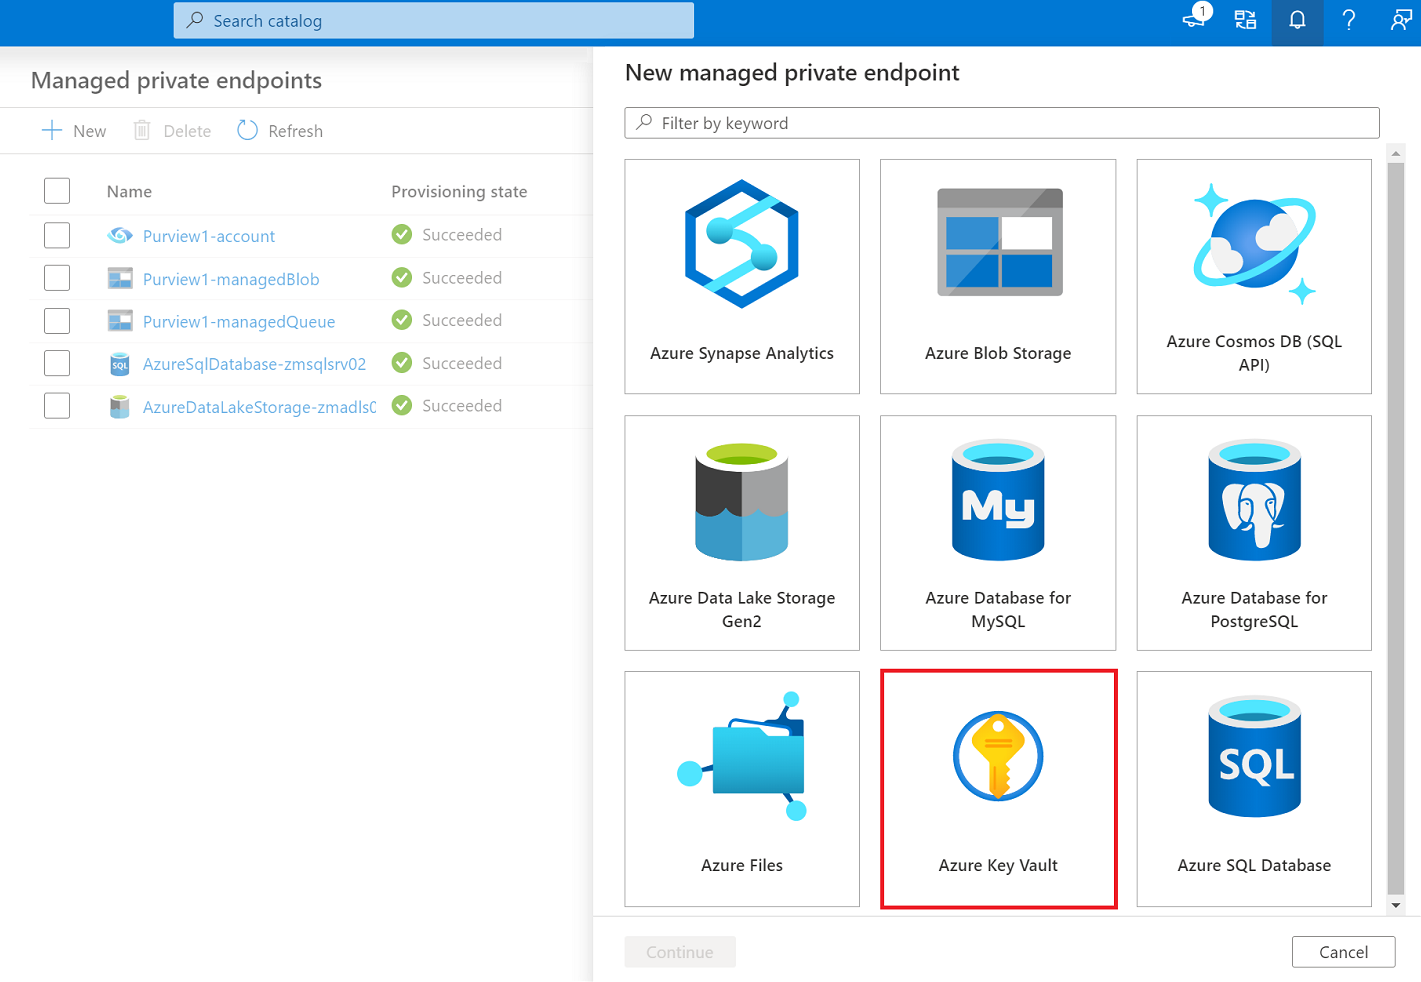 Search catalog
1
?
Managed private endpoints
New
Delete
Refresh
Name
Provisioning state
Purview1-account
Succeeded
Purview1-managedBlob
Succeeded
Purview1-managedQueue
Succeeded
SQL
AzureSqlDatabase-zmsqlsrv02
Succeeded
AzureDataLakeStorage-zmadls0
Succeeded
New managed private endpoint
Filter by keyword
Azure Synapse Analytics
Azure Blob Storage
Azure Cosmos DB (SQL
API)
Azure Data Lake Storage
Gen2
My
Azure Database for
MySQL
Azure Database for
PostgreSQL
Azure Files
Azure Key Vault
SQL
Azure SQL Database
Continue
Cancel